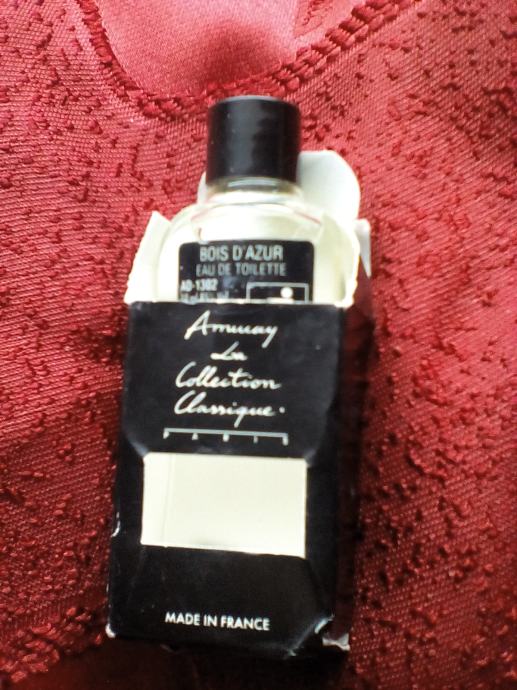 BOIS D'AZUR
EAU DE TOILETTE
AD-1302
Amway
La
Collection
Classique.
PARIS
MADE IN FRANCE